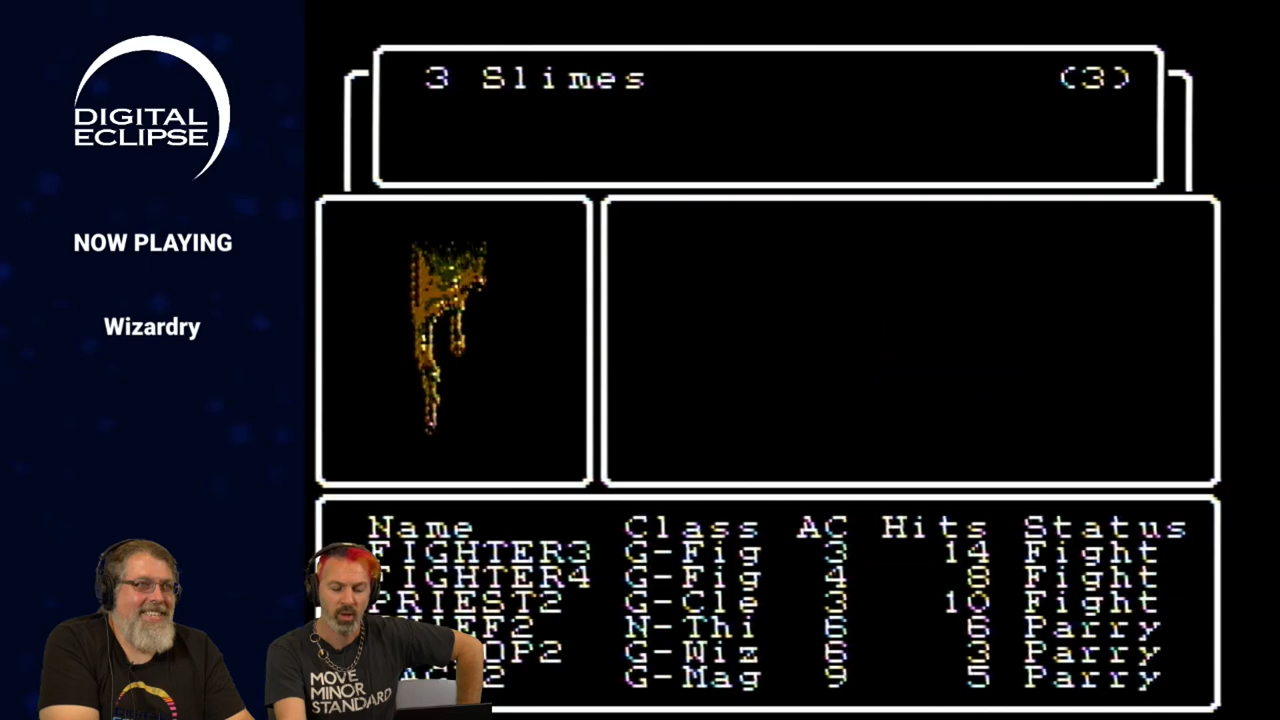 DIGITAL
ECLIPSE
NOW PLAYING
Wizardry
3 Slimes (3)
Name Class AC Hits Status
FIGHTER3 G-Fig 3 14 Fight
FIGHTER4 G-Fig 4 8 Fight
PRIEST2 G-Cle 3 10 Fight
N-Thi 6 6 Parry
G-Wiz 6 3 Parry
G-Mag 9 5 Parry
MOVE
MINOR
STANDARD
DIGITAL